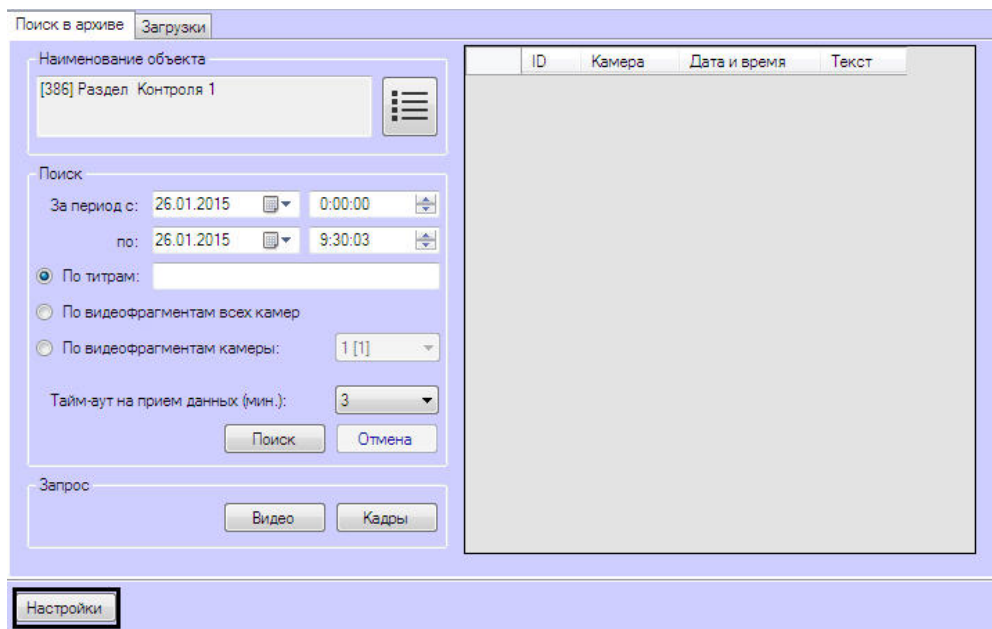 Поиск в архиве
Загрузки
Наименование объекта
[386] Раздел Контроля 1
Поиск
За период с: 26.01.2015 0:00:00
по: 26.01.2015 9:30:03
По титрам:
По видеофрагментам всех камер
По видеофрагментам камеры: 1 [1]
Тайм-аут на прием данных (мин.): 3
Поиск Отмена
Запрос
Видео Кадры
ID Камера Дата и время Текст
Настройки